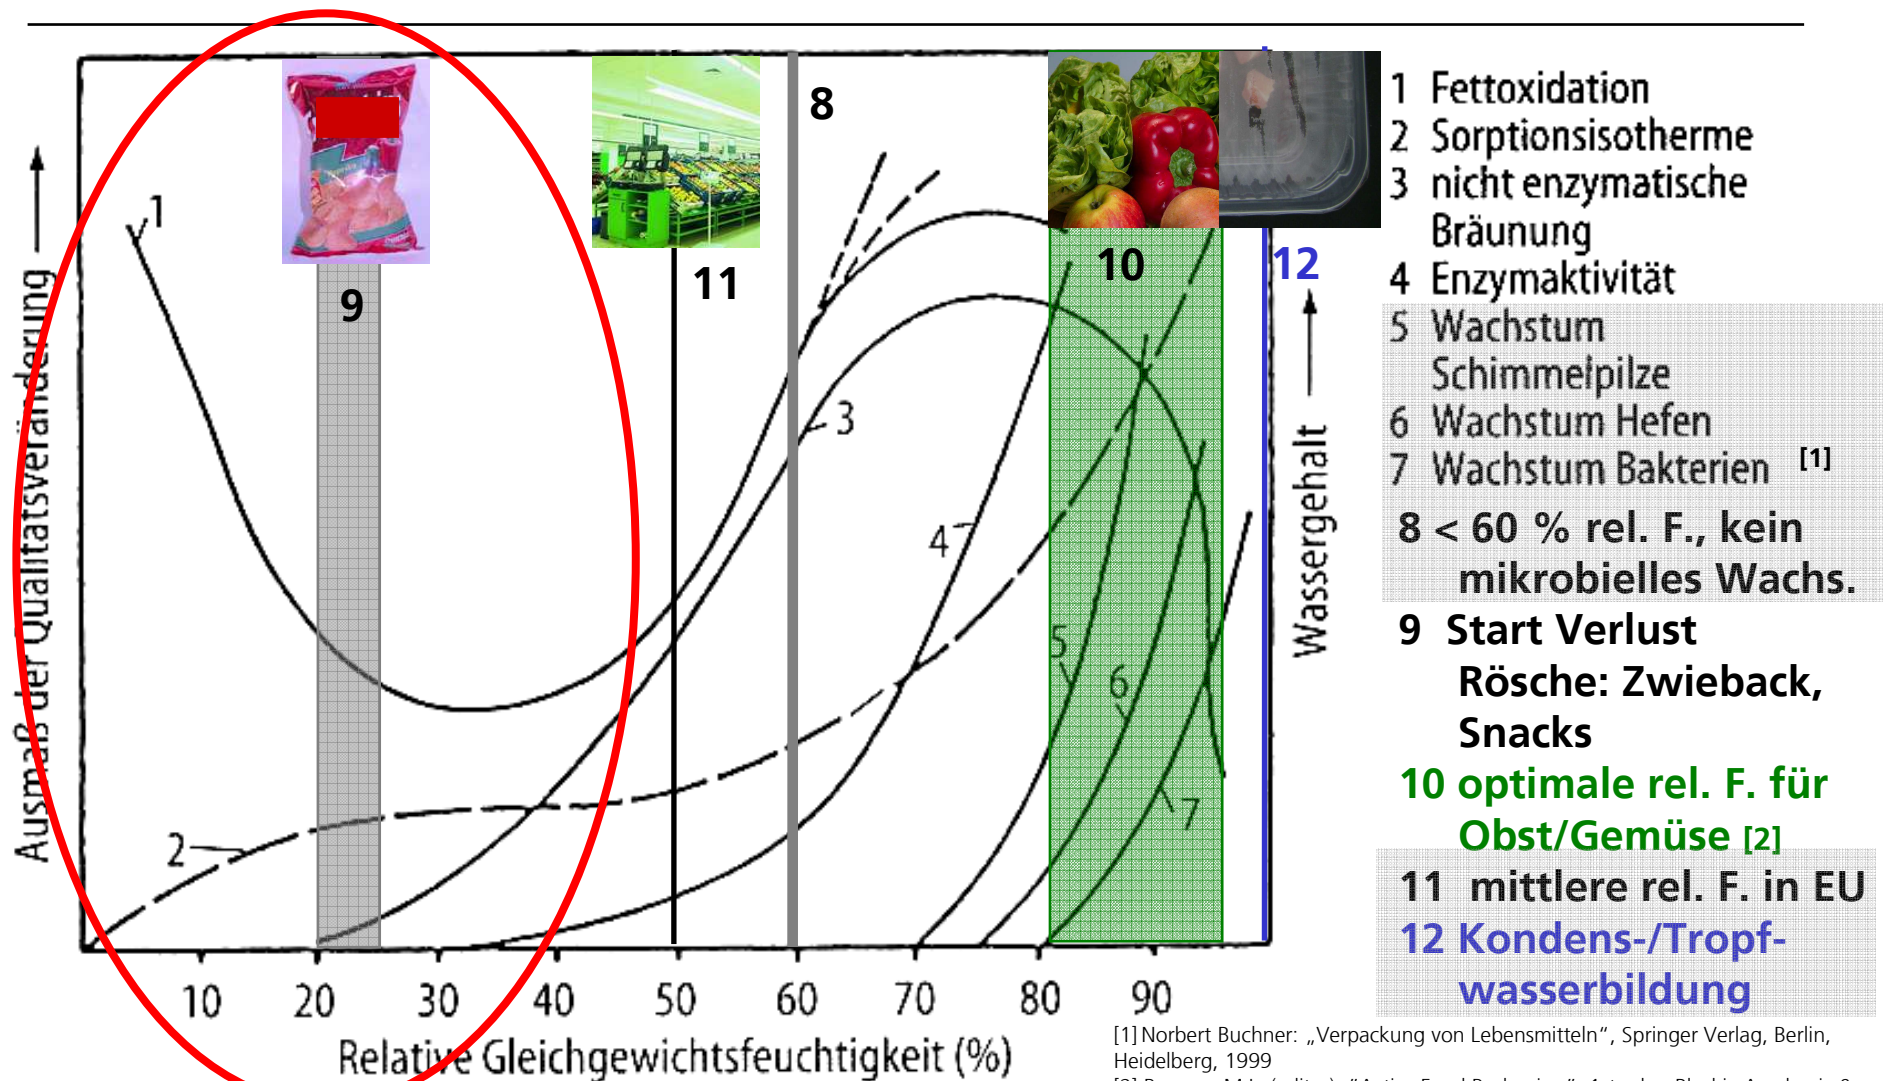 Ausmaß der Qualitätsveränderung
1
2
9
11
8
3
4
10
5
6
7
12
Wassergehalt
10 20 30 40 50 60 70 80 90
Relative Gleichgewichtsfeuchtigkeit (%)
1 Fettoxidation
2 Sorptionsisotherme
3 nicht enzymatische
Bräunung
4 Enzymaktivität
5 Wachstum
Schimmelpilze
6 Wachstum Hefen
7 Wachstum Bakterien [1]
8 < 60 % rel. F., kein
mikrobielles Wachs.
9 Start Verlust
Rösche: Zwieback,
Snacks
10 optimale rel. F. für
Obst/Gemüse [2]
11 mittlere rel. F. in EU
12 Kondens-/Tropf-
wasserbildung
[1] Norbert Buchner: „Verpackung von Lebensmitteln“, Springer Verlag, Berlin,
Heidelberg, 1999